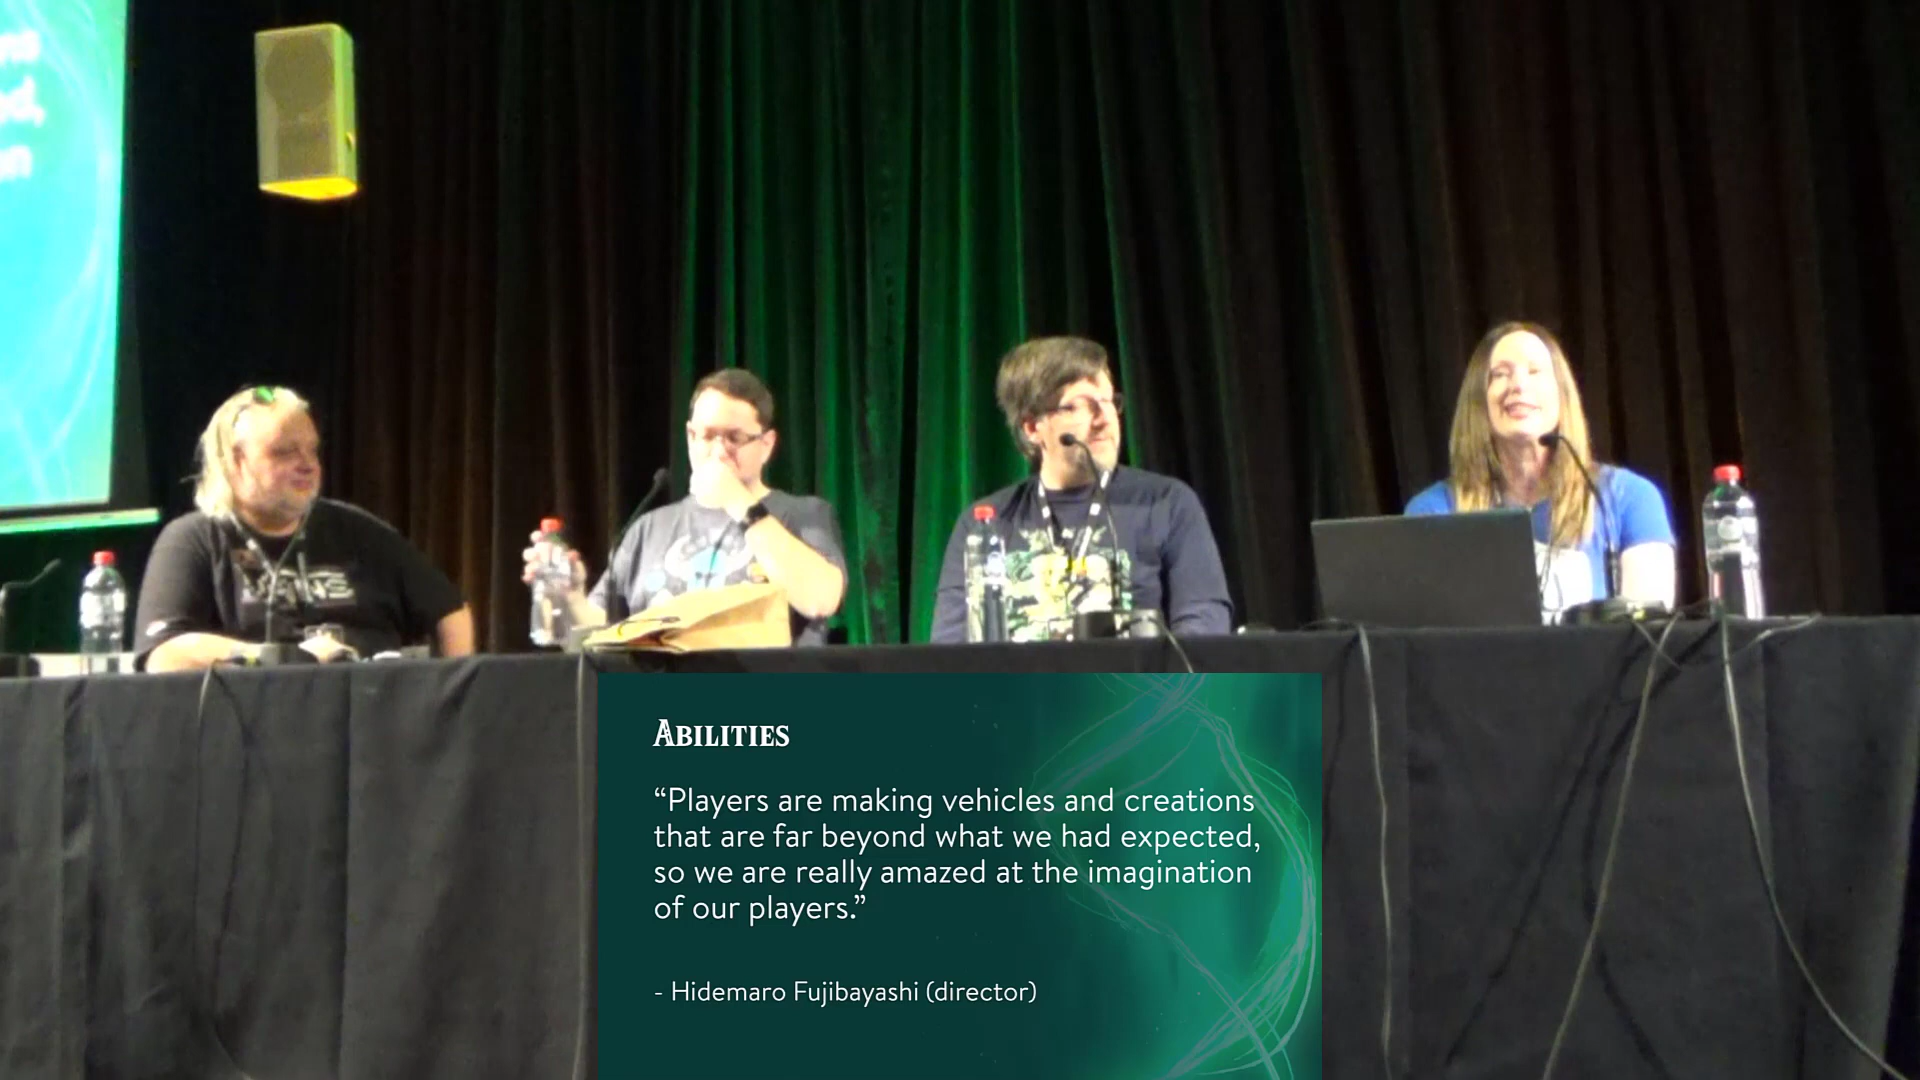 VANS
ABILITIES
“Players are making vehicles and creations
that are far beyond what we had expected,
so we are really amazed at the imagination
of our players.”
- Hidemaro Fujibayashi (director)